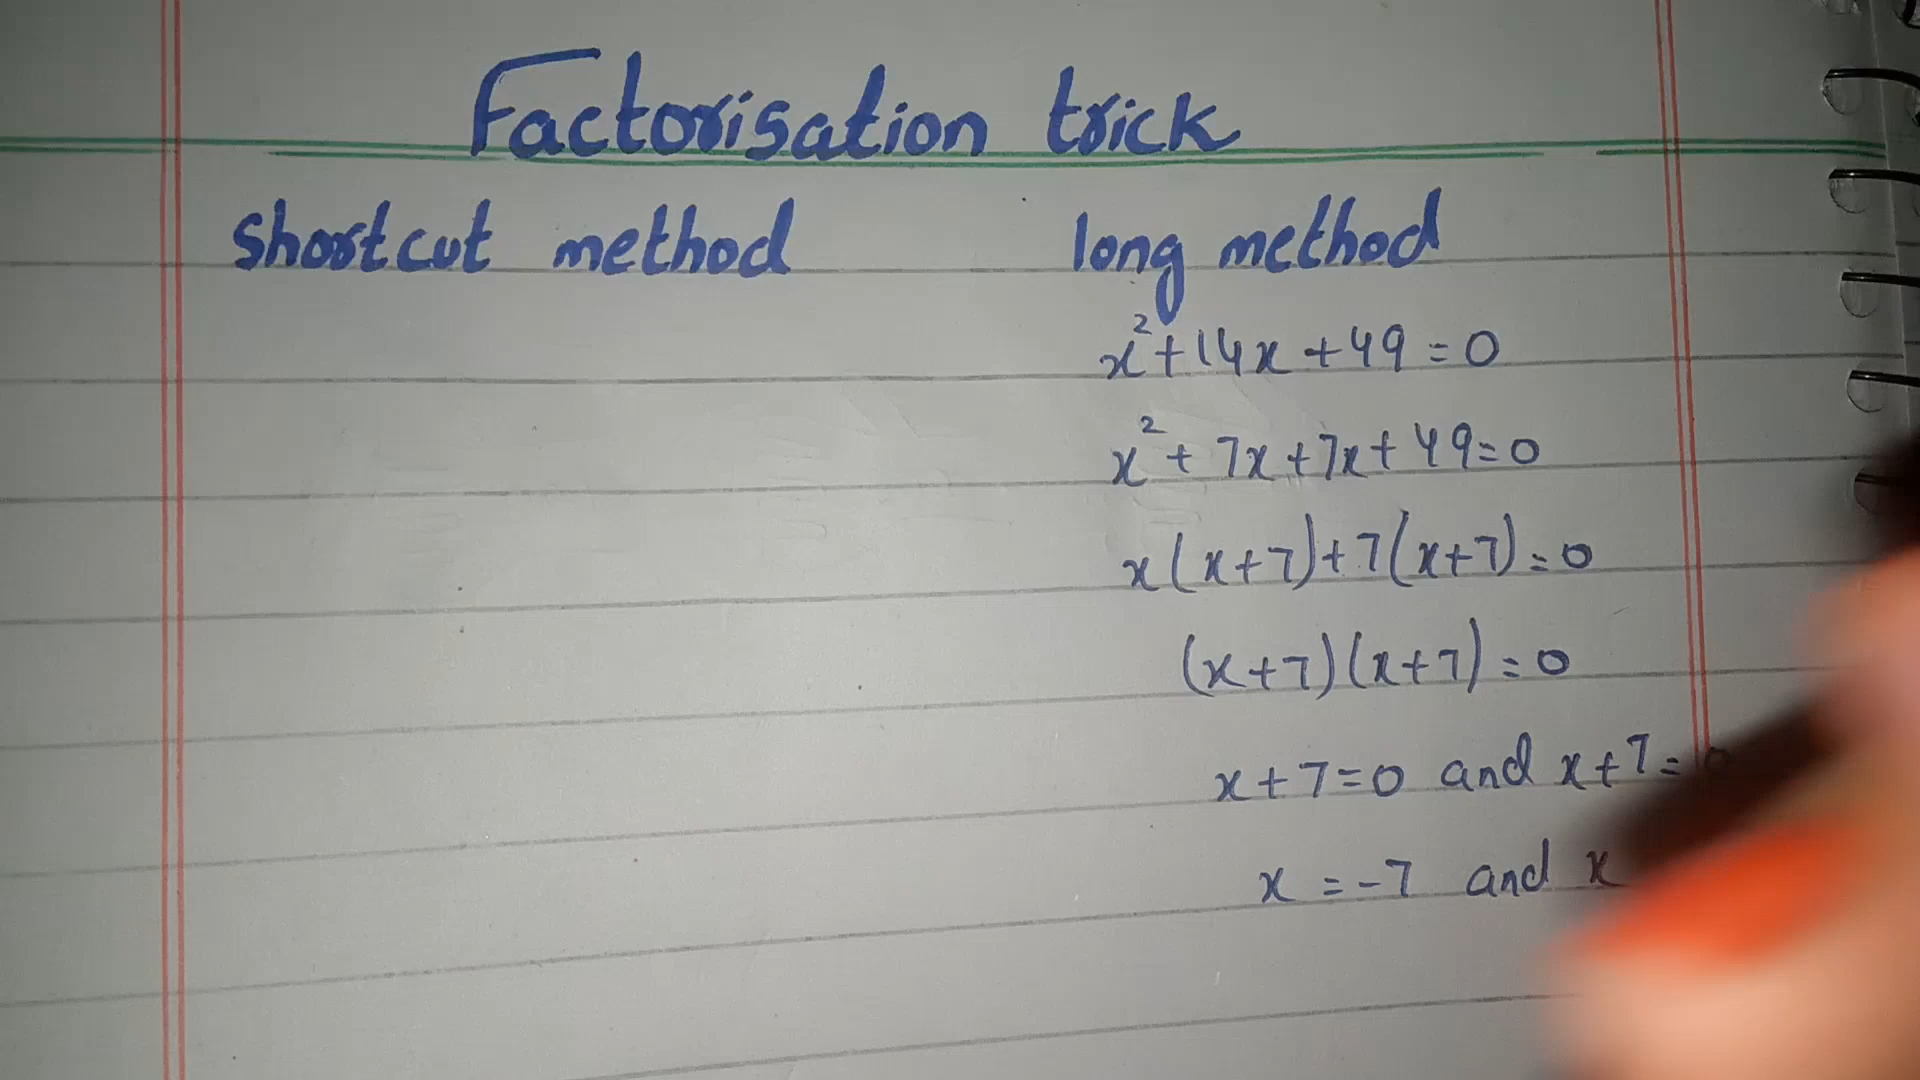 Factorisation trick
Shortcut method
long method
x²+14x+49=0
x²+7x+7x+49=0
x(x+7)+7(x+7)=0
(x+7)(x+7)=0
x+7=0 and x+7=0
x=-7 and x